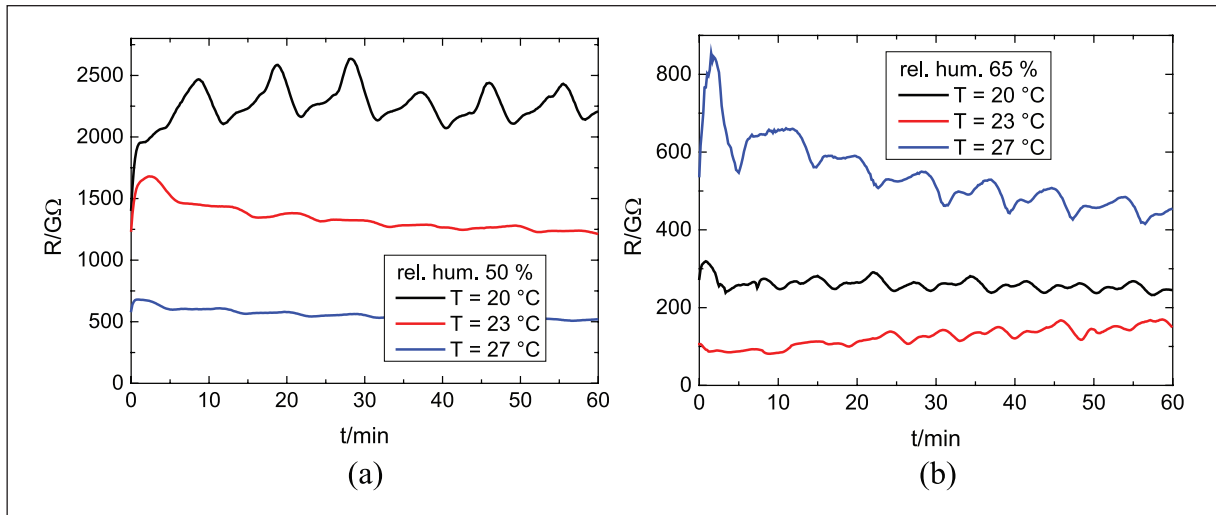 2500
2000
1500
1250
1000
500
0
R/GΩ
rel. hum. 50 %
T = 20 °C
T = 23 °C
T = 27 °C
0 10 20 30 40 50 60
t/min
(a)
800
600
400
200
0
R/GΩ
rel. hum. 65 %
T = 20 °C
T = 23 °C
T = 27 °C
0 10 20 30 40 50 60
t/min
(b)